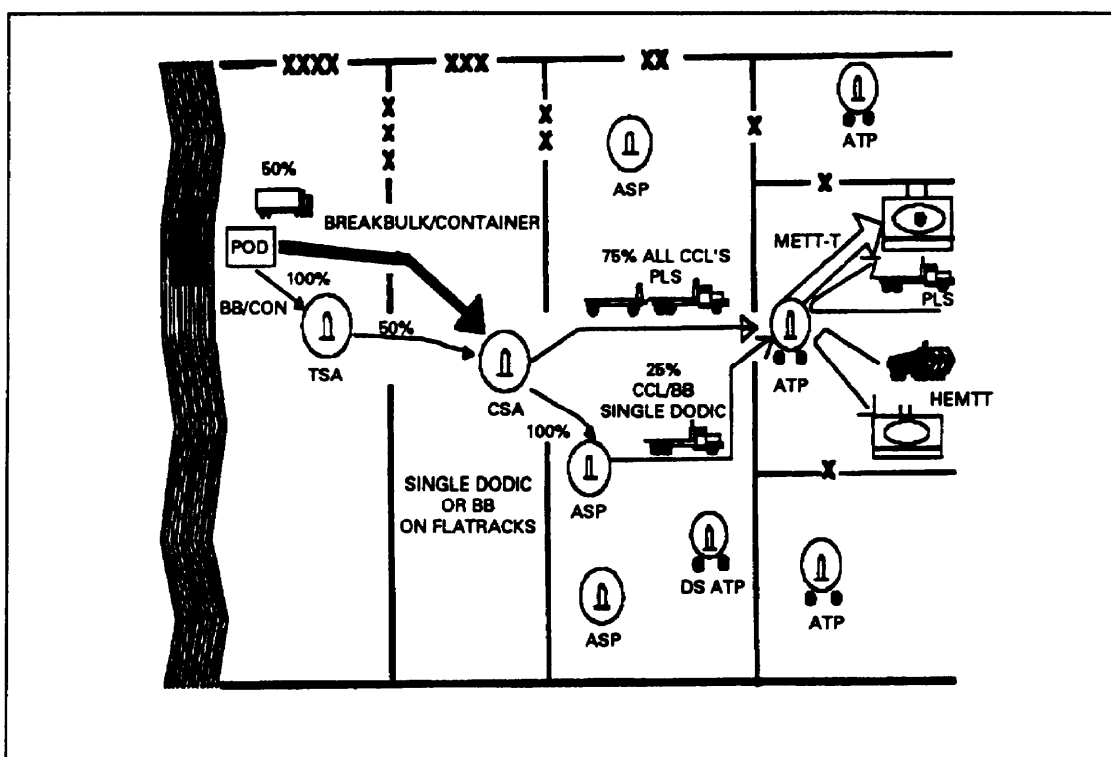 XXXX
XXX
XX
X
X
X
X
X
X
ATP
50%
ASP
X
BREAKBULK/CONTAINER
METT-T
POD
75% ALL CCL'S
PLS
100%
PLS
BB/CON
50%
TSA
ATP
HEMTT
25%
CCL/BB
SINGLE DODIC
CSA
100%
X
SINGLE DODIC
OR BB
ON FLATRACKS
ASP
DS ATP
ASP
ATP